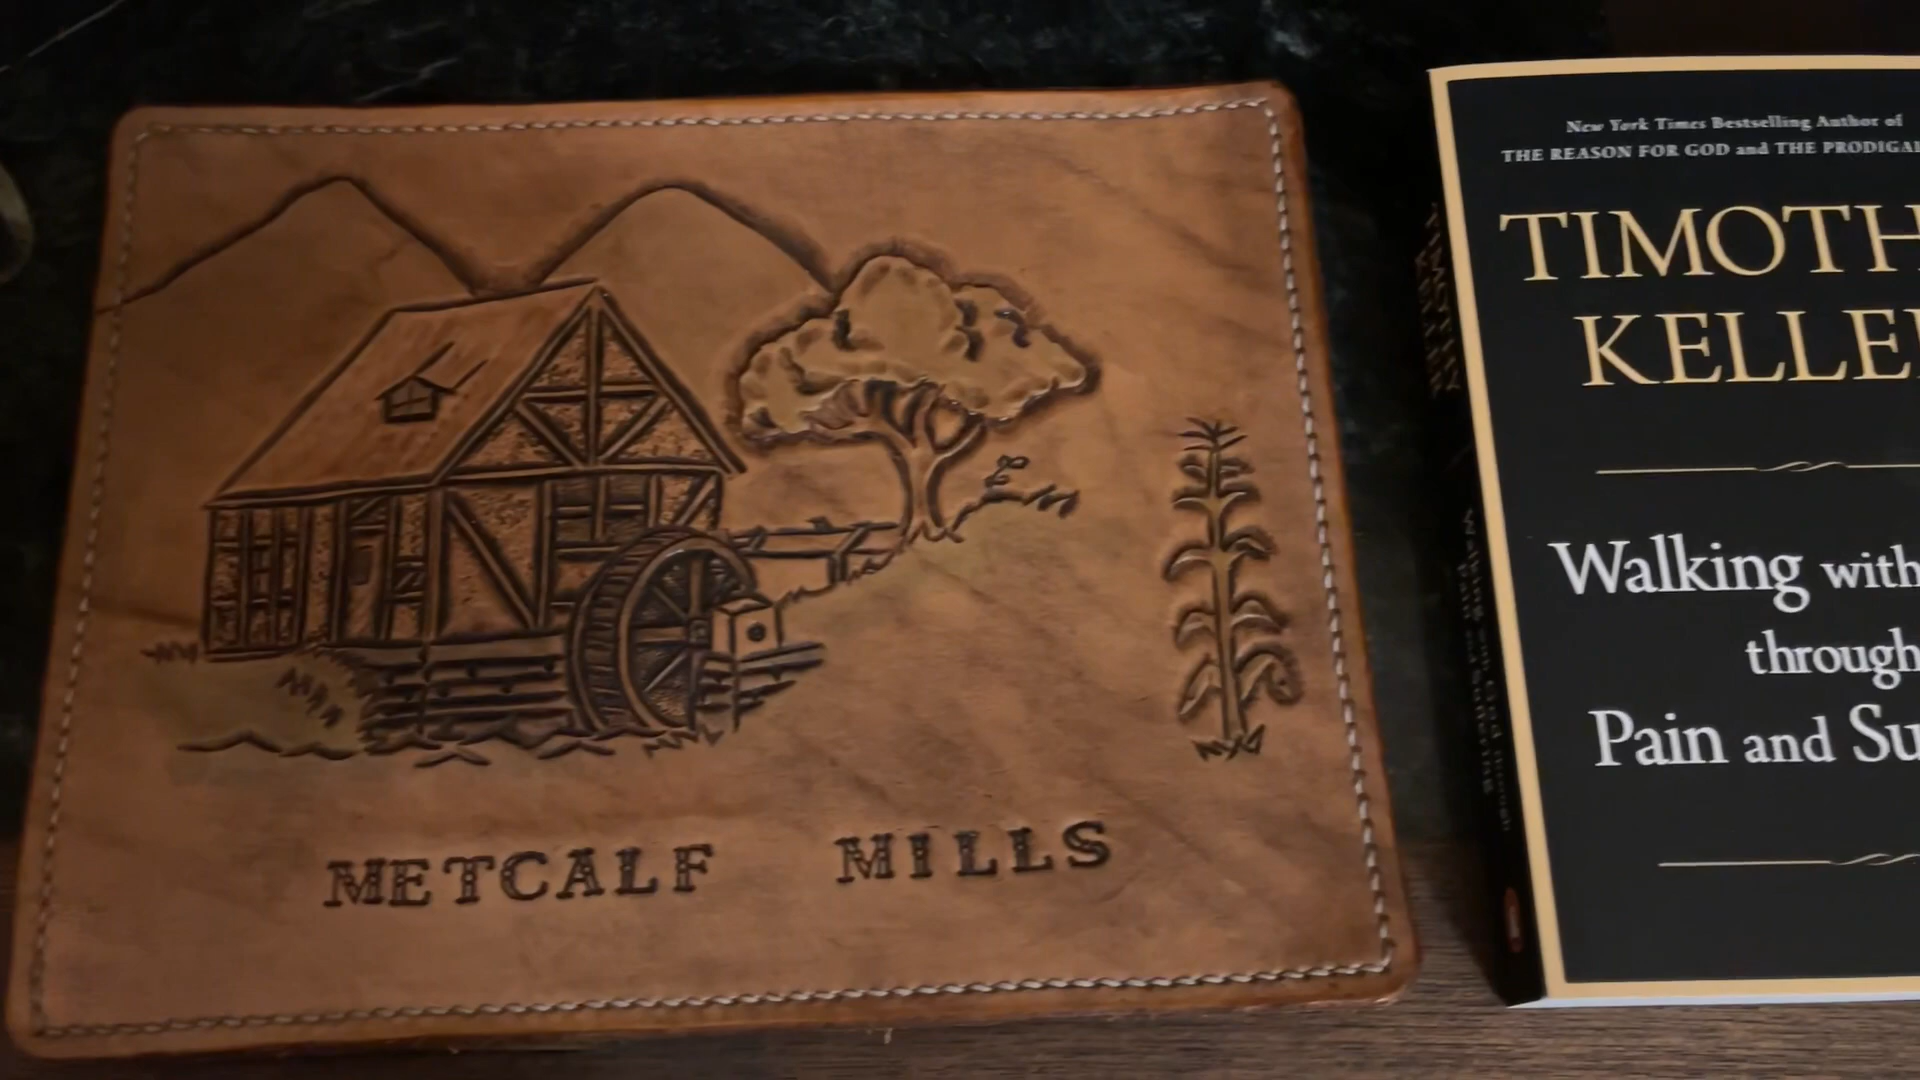 METCALF MILLS
New York Times Bestselling Author of
THE REASON FOR GOD and THE PRODIGAL
TIMOTH
KELLE
Walking with
through
Pain and Su